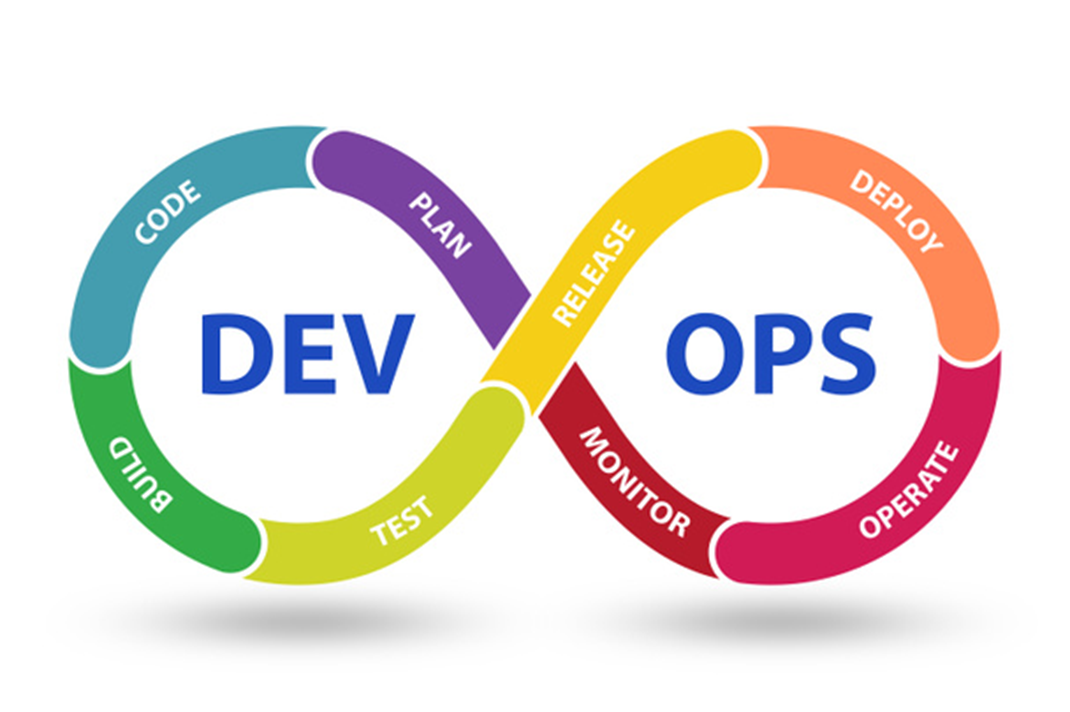 CODE
PLAN
RELEASE
DEPLOY
DEV
OPS
BUILD
TEST
MONITOR
OPERATE